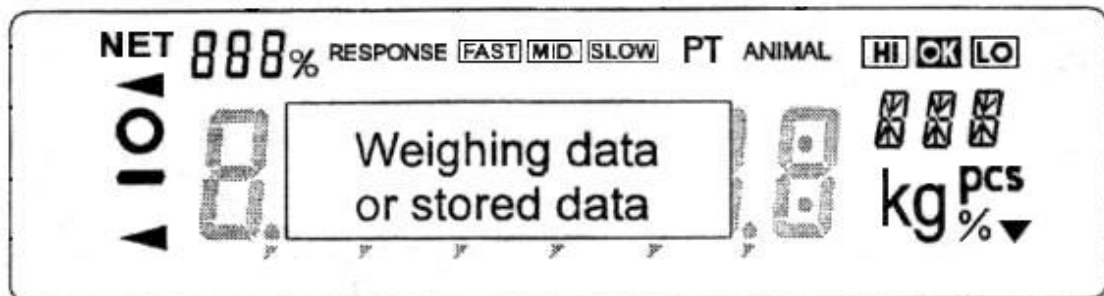 NET 888% RESPONSE FAST MID SLOW PT ANIMAL HI OK LO
Weighing data
or stored data
kg pcs
%